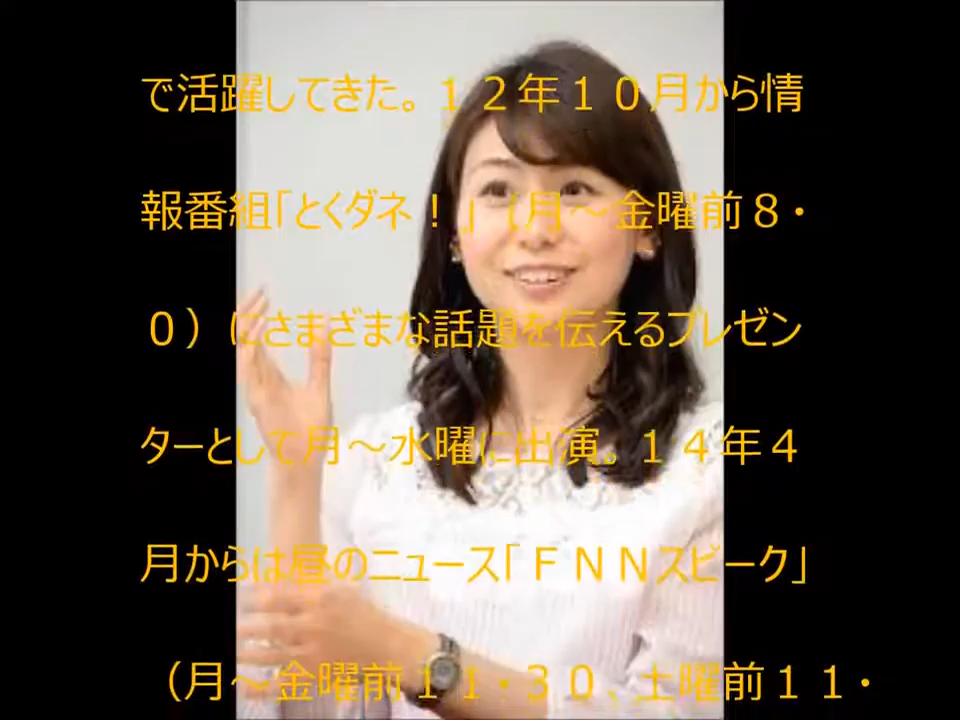 で活躍してきた。１２年１０月から情
報番組「とくダネ！」（月～金曜前８・
０）にさまざまな話題を伝えるプレゼン
ターとして月～水曜に出演。１４年４
月からは昼のニュース「ＦＮＮスピーク」
（月～金曜前１１・３０、土曜前１１・